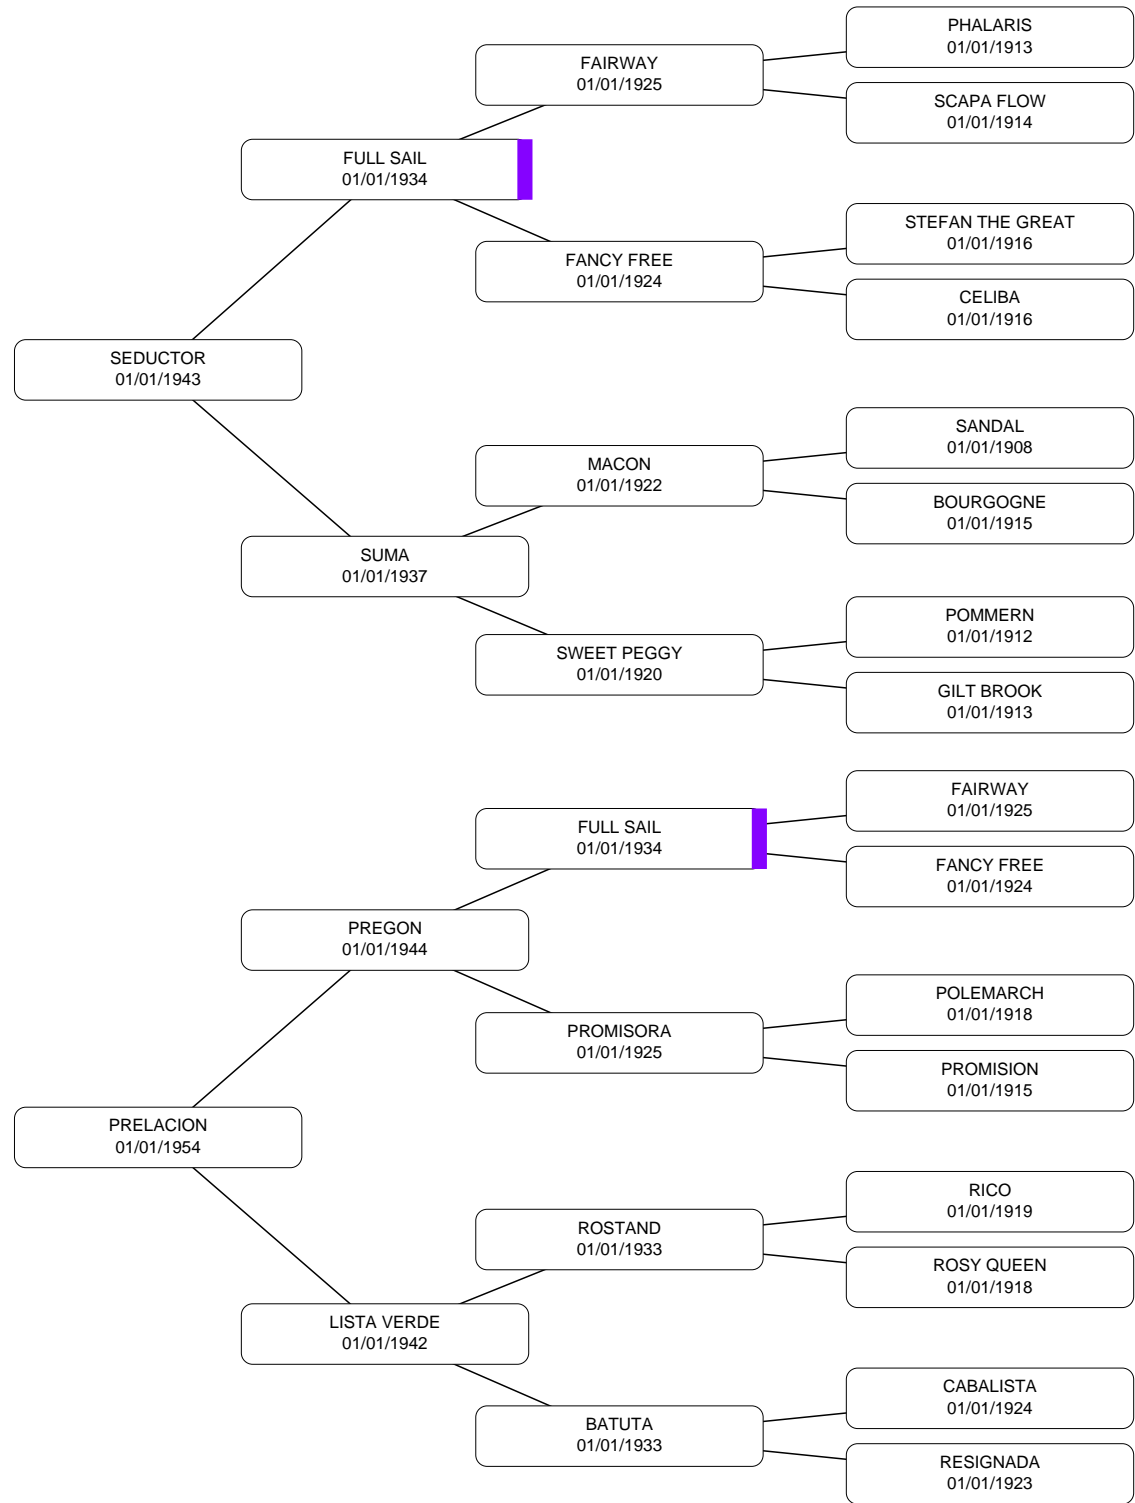 PHALARIS
01/01/1913
FAIRWAY
01/01/1925
SCAPA FLOW
01/01/1914
FULL SAIL
01/01/1934
STEFAN THE GREAT
01/01/1916
FANCY FREE
01/01/1924
CELIBA
01/01/1916
SEDUCTOR
01/01/1943
SANDAL
01/01/1908
MACON
01/01/1922
BOURGOGNE
01/01/1915
SUMA
01/01/1937
POMMERN
01/01/1912
SWEET PEGGY
01/01/1920
GILT BROOK
01/01/1913
FAIRWAY
01/01/1925
FULL SAIL
01/01/1934
FANCY FREE
01/01/1924
PREGON
01/01/1944
POLEMARCH
01/01/1918
PROMISORA
01/01/1925
PROMISION
01/01/1915
PRELACION
01/01/1954
RICO
01/01/1919
ROSTAND
01/01/1933
ROSY QUEEN
01/01/1918
LISTA VERDE
01/01/1942
CABALISTA
01/01/1924
BATUTA
01/01/1933
RESIGNADA
01/01/1923